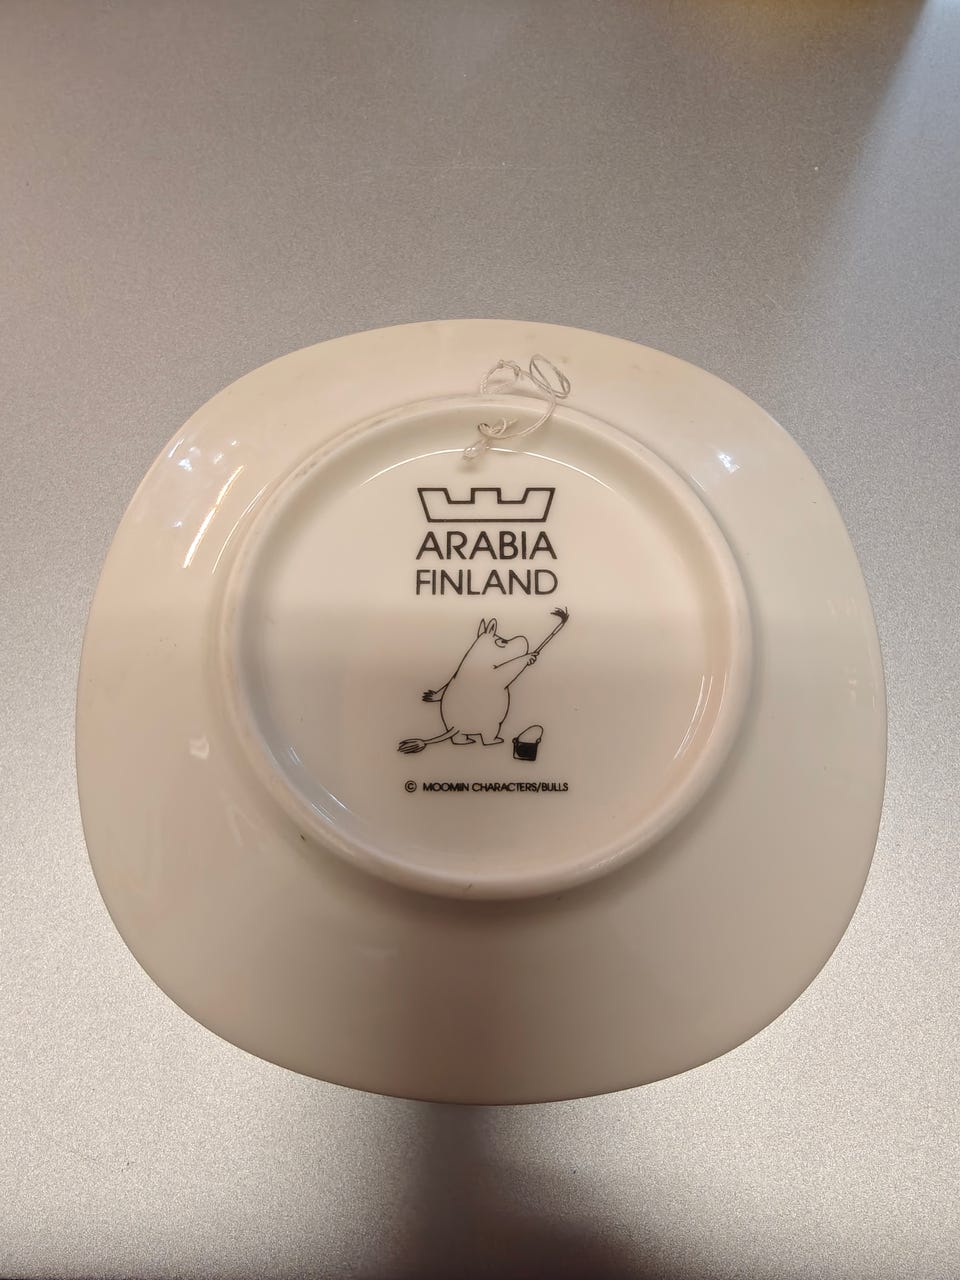 ARABIA
FINLAND
© MOOMIN CHARACTERS/BULLS